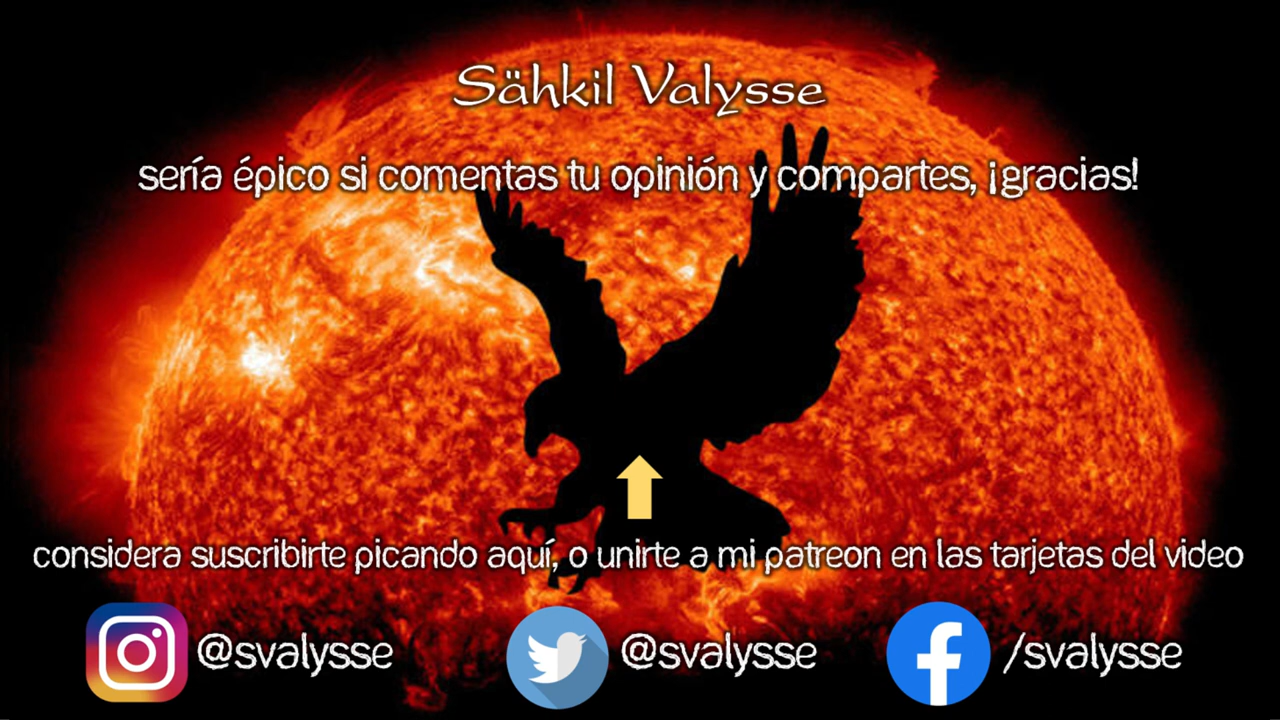 Sähkil Valysse
sería épico si comentas tu opinión y compartes, ¡gracias!
considera suscribirte picando aquí, o unirte a mi patreon en las tarjetas del video
@svalysse @svalysse /svalysse